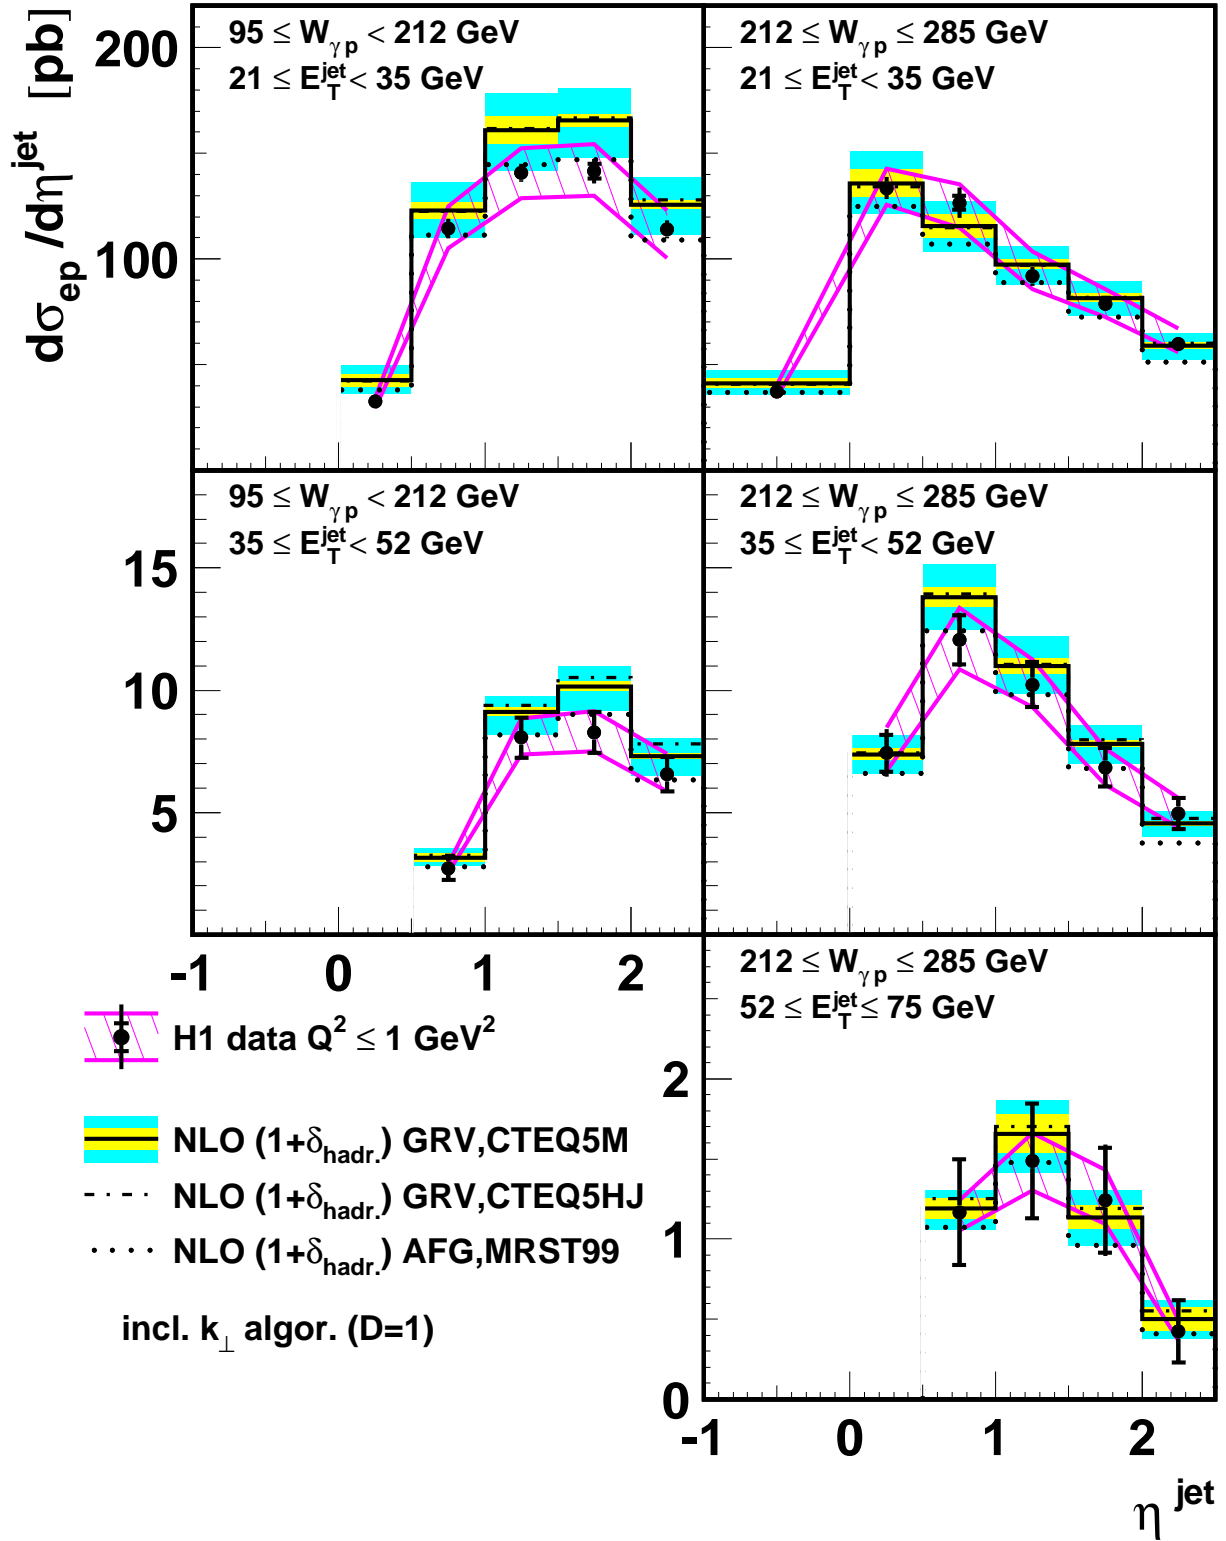 dσ_ep /dη^jet [pb]
95 ≤ W_γp < 212 GeV
21 ≤ E_T^jet < 35 GeV
212 ≤ W_γp ≤ 285 GeV
21 ≤ E_T^jet < 35 GeV
200
100
95 ≤ W_γp < 212 GeV
35 ≤ E_T^jet < 52 GeV
212 ≤ W_γp ≤ 285 GeV
35 ≤ E_T^jet < 52 GeV
15
10
5
-1 0 1 2
212 ≤ W_γp ≤ 285 GeV
52 ≤ E_T^jet ≤ 75 GeV
H1 data Q² ≤ 1 GeV²
NLO (1+δ_hadr.) GRV,CTEQ5M
NLO (1+δ_hadr.) GRV,CTEQ5HJ
NLO (1+δ_hadr.) AFG,MRST99
incl. k_⊥ algor. (D=1)
2
1
0
-1 0 1 2
η^jet